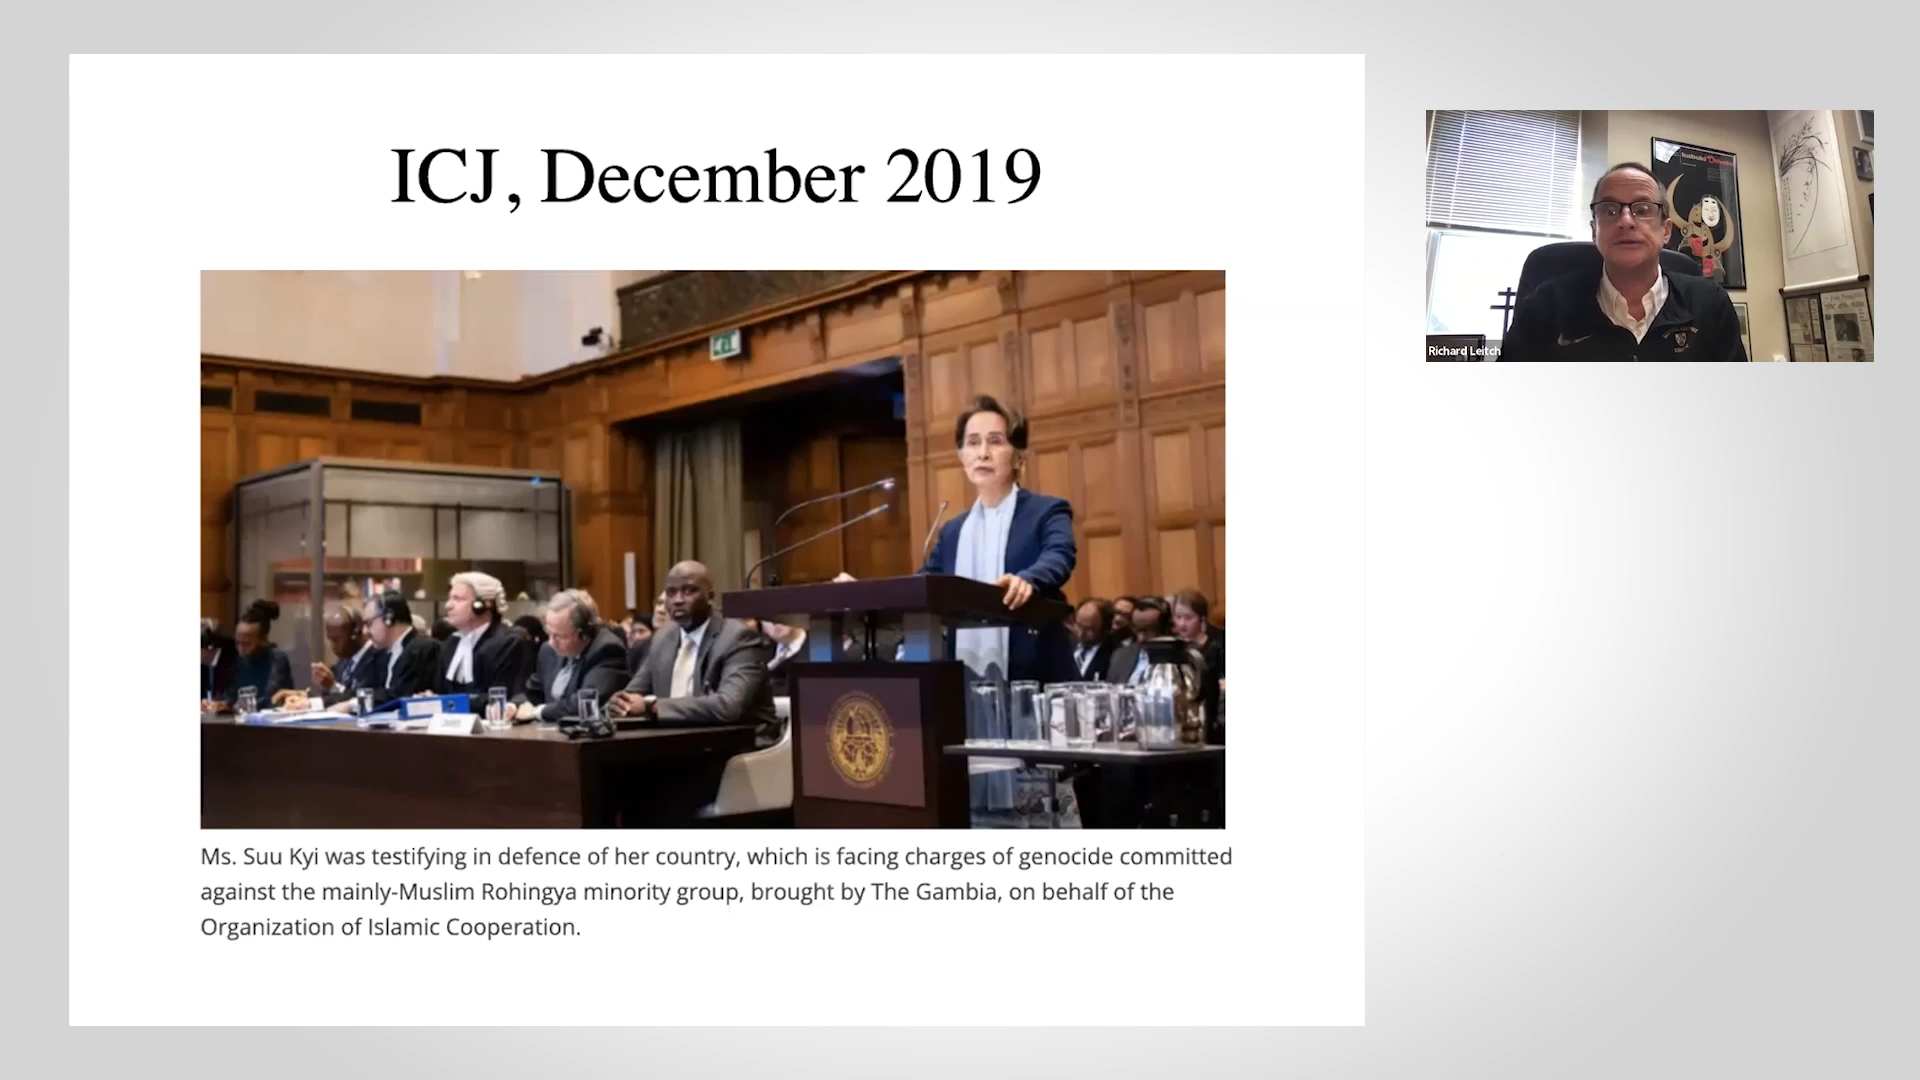 ICJ, December 2019
Ms. Suu Kyi was testifying in defence of her country, which is facing charges of genocide committed
against the mainly-Muslim Rohingya minority group, brought by The Gambia, on behalf of the
Organization of Islamic Cooperation.
Richard Leitch